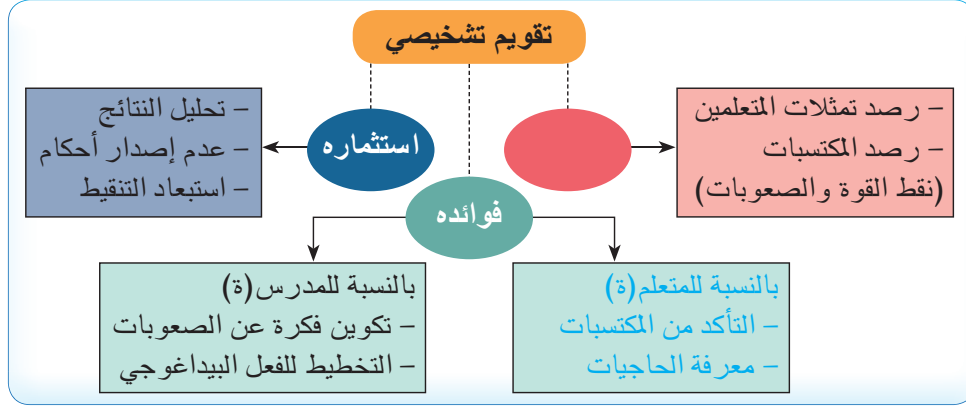 تقويم تشخيصي
– رصد تمثلات المتعلمين
– رصد المكتسبات
(نقط القوة والصعوبات)
استثماره
– تحليل النتائج
– عدم إصدار أحكام
– استبعاد التنقيط
فوائده
بالنسبة للمتعلم(ة)
– التأكد من المكتسبات
– معرفة الحاجيات
بالنسبة للمدرس(ة)
– تكوين فكرة عن الصعوبات
– التخطيط للفعل البيداغوجي